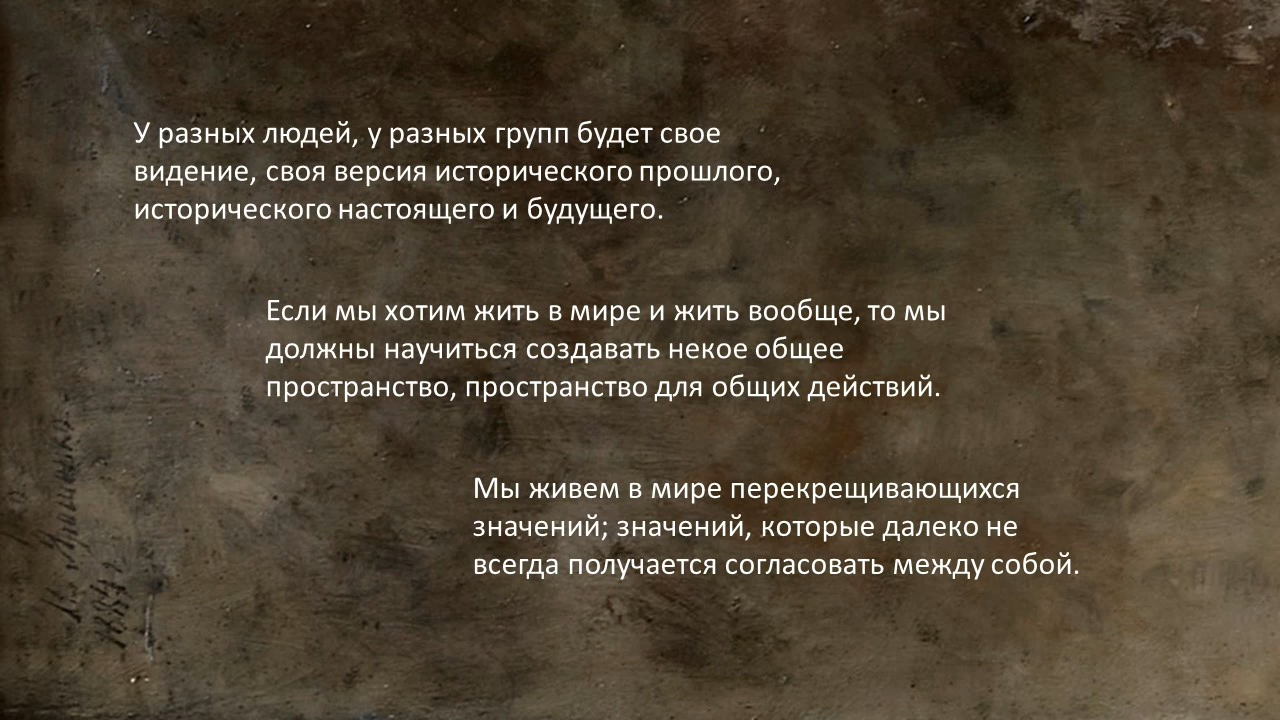 У разных людей, у разных групп будет свое
видение, своя версия исторического прошлого,
исторического настоящего и будущего.
Если мы хотим жить в мире и жить вообще, то мы
должны научиться создавать некое общее
пространство, пространство для общих действий.
Мы живем в мире перекрещивающихся
значений; значений, которые далеко не
всегда получается согласовать между собой.